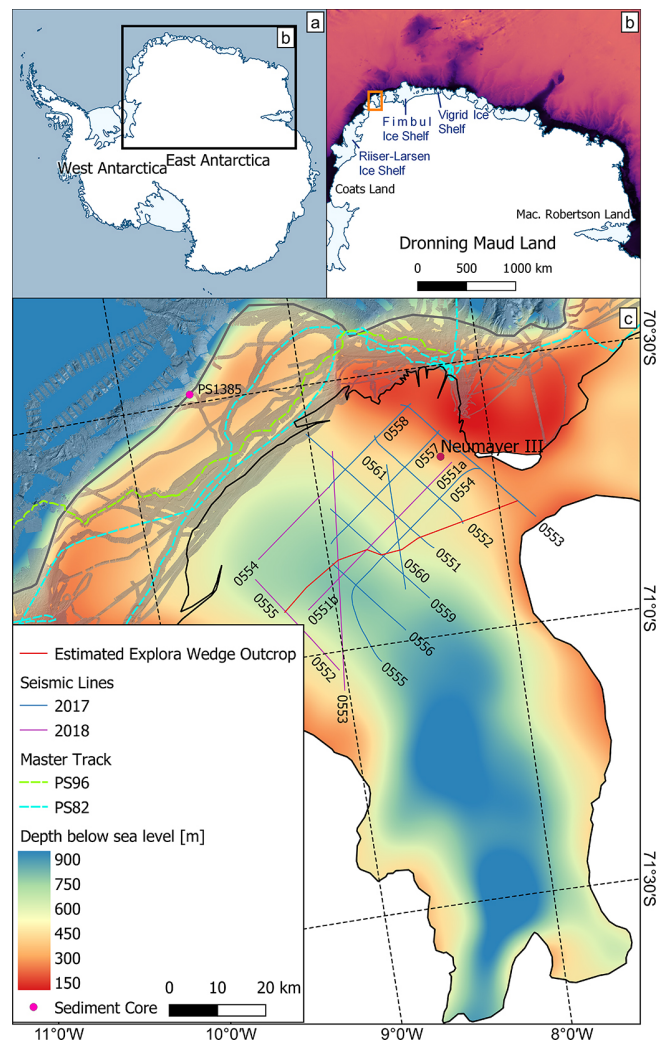 a
b
West Antarctica
East Antarctica
b
Fimbul
Ice Shelf
Vigrid Ice
Shelf
Riiser-Larsen
Ice Shelf
Coats Land
Mac. Robertson Land
Dronning Maud Land
0 500 1000 km
c
70°30'S
PS1385
0558
0557
Neumayer III
0561
0551a
0554
0552
0553
0551
0554
0560
0555
0551b
0559
0556
0552
0555
0553
71°0'S
Estimated Explora Wedge Outcrop
Seismic Lines
2017
2018
Master Track
PS96
PS82
Depth below sea level [m]
900
750
600
450
300
150
71°30'S
0 10 20 km
Sediment Core
11°0'W 10°0'W 9°0'W 8°0'W